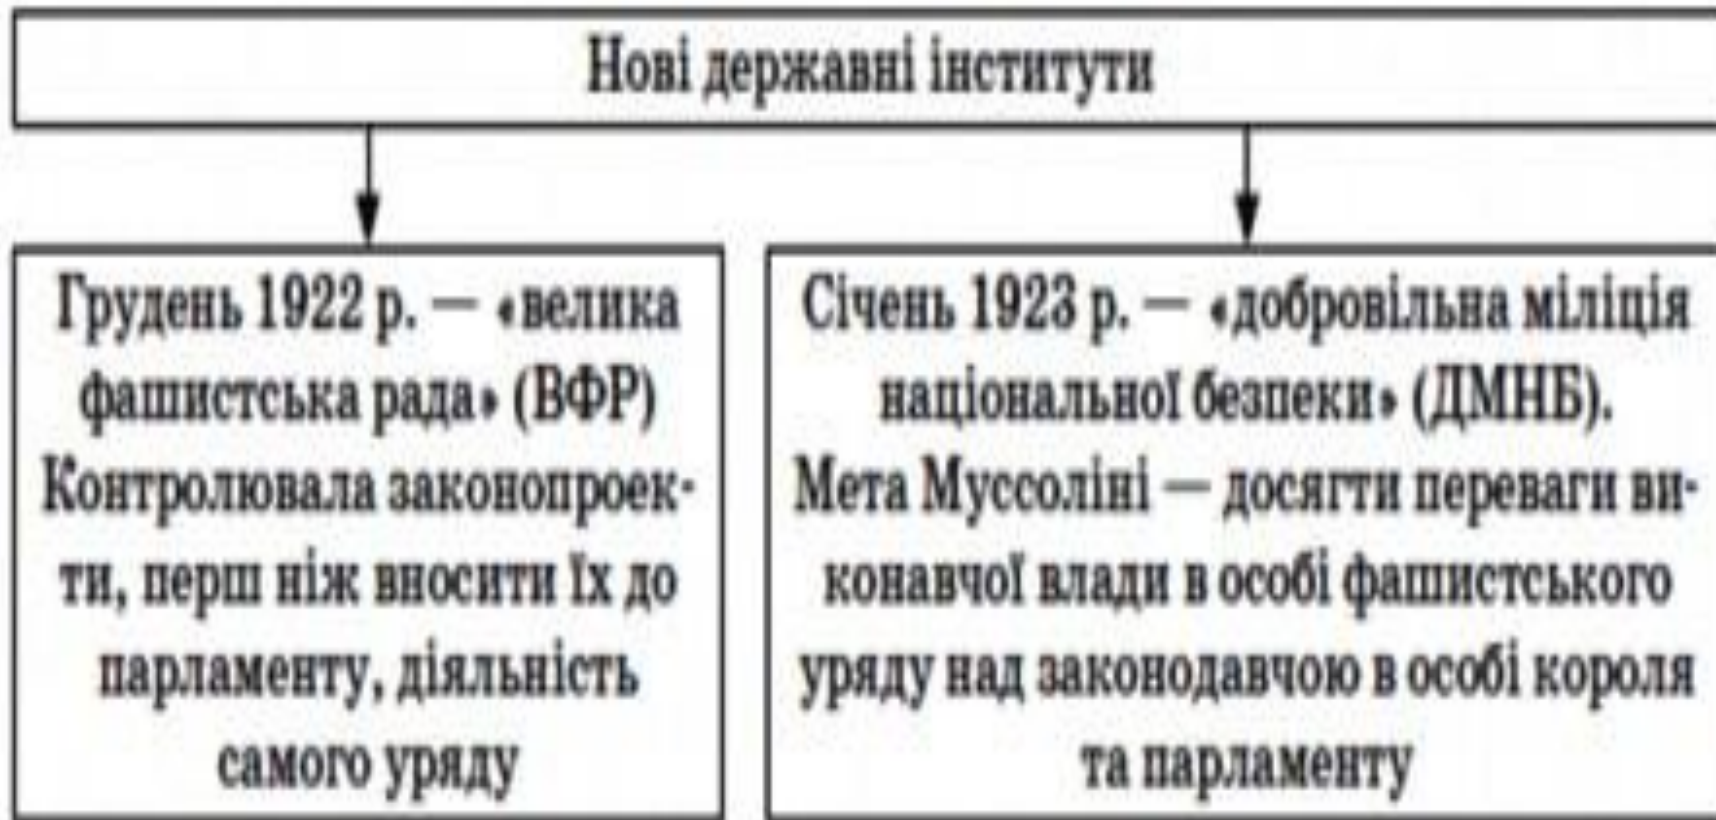 Нові державні інститути
Грудень 1922 р. — «велика
фашистська рада» (ВФР)
Контролювала законопроек-
ти, перш ніж вносити їх до
парламенту, діяльність
самого уряду
Січень 1923 р. — «добровільна міліція
національної безпеки» (ДМНБ).
Мета Муссоліні — досягти переваги ви-
конавчої влади в особі фашистського
уряду над законодавчою в особі короля
та парламенту